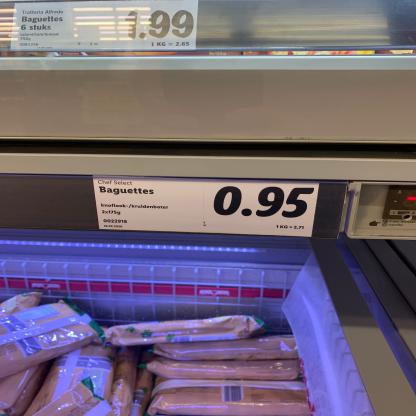 Trattoria Alfredo
Baguettes
6 stuks
1.99
1 KG = 2.65
Chef Select
Baguettes
knoflook-/kruidenboter
2x175g
0022818
0.95
1 KG = 2,71